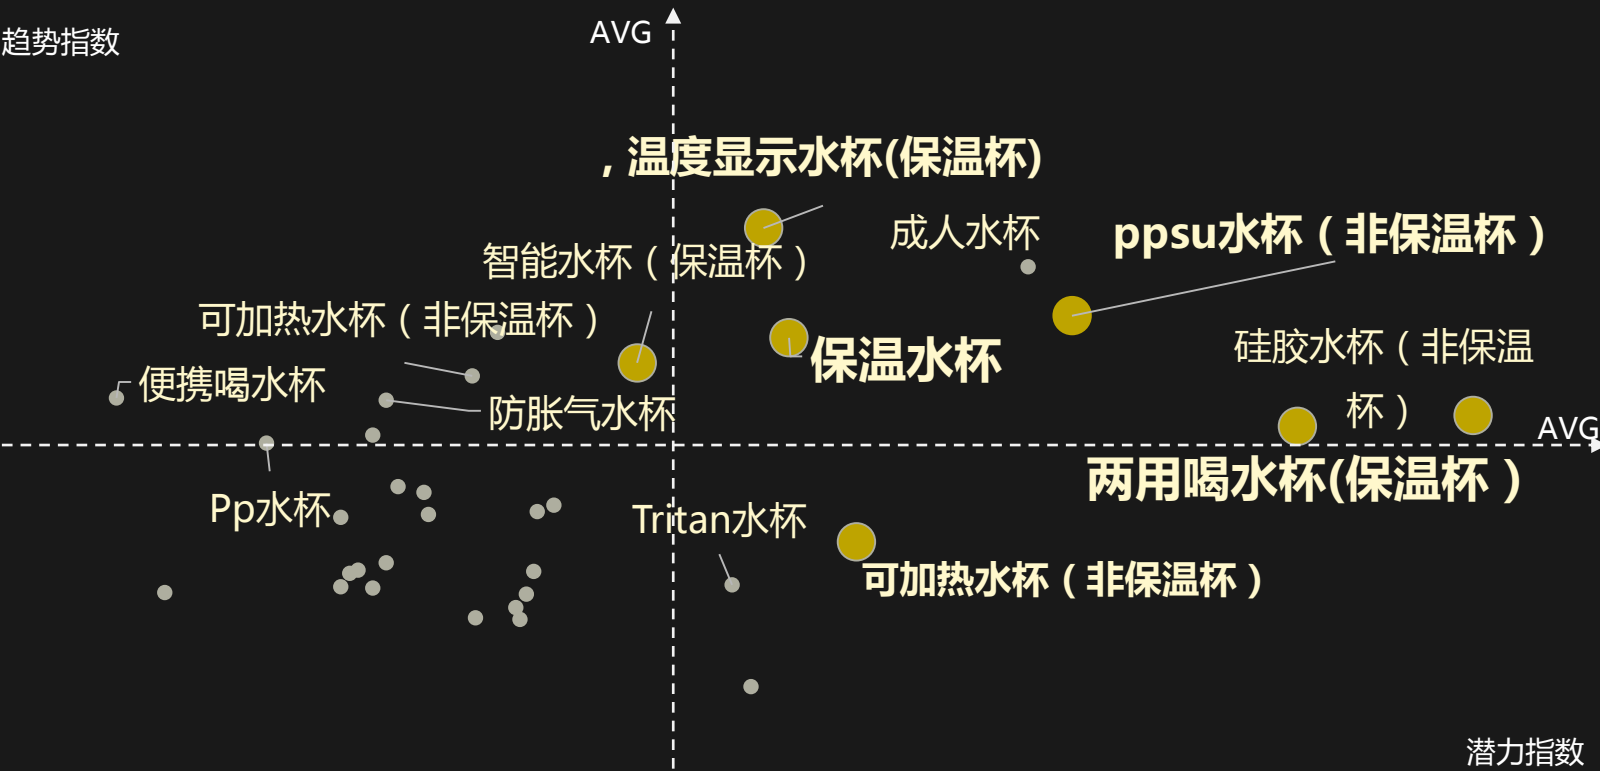 趋势指数
AVG
，温度显示水杯(保温杯)
成人水杯
ppsu水杯（非保温杯）
智能水杯（保温杯）
可加热水杯（非保温杯）
保温水杯
硅胶水杯（非保温
杯）
便携喝水杯
防胀气水杯
AVG
两用喝水杯(保温杯）
Pp水杯
Tritan水杯
可加热水杯（非保温杯）
潜力指数